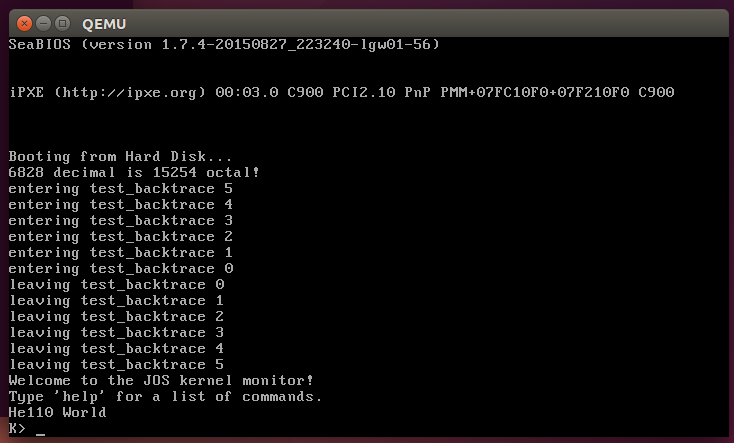 QEMU
SeaBIOS (version 1.7.4-20150827_223240-lgw01-56)
iPXE (http://ipxe.org) 00:03.0 C900 PCI2.10 PnP PMM+07FC10F0+07F210F0 C900
Booting from Hard Disk...
6828 decimal is 15254 octal!
entering test_backtrace 5
entering test_backtrace 4
entering test_backtrace 3
entering test_backtrace 2
entering test_backtrace 1
entering test_backtrace 0
leaving test_backtrace 0
leaving test_backtrace 1
leaving test_backtrace 2
leaving test_backtrace 3
leaving test_backtrace 4
leaving test_backtrace 5
Welcome to the JOS kernel monitor!
Type 'help' for a list of commands.
He110 World
K> _